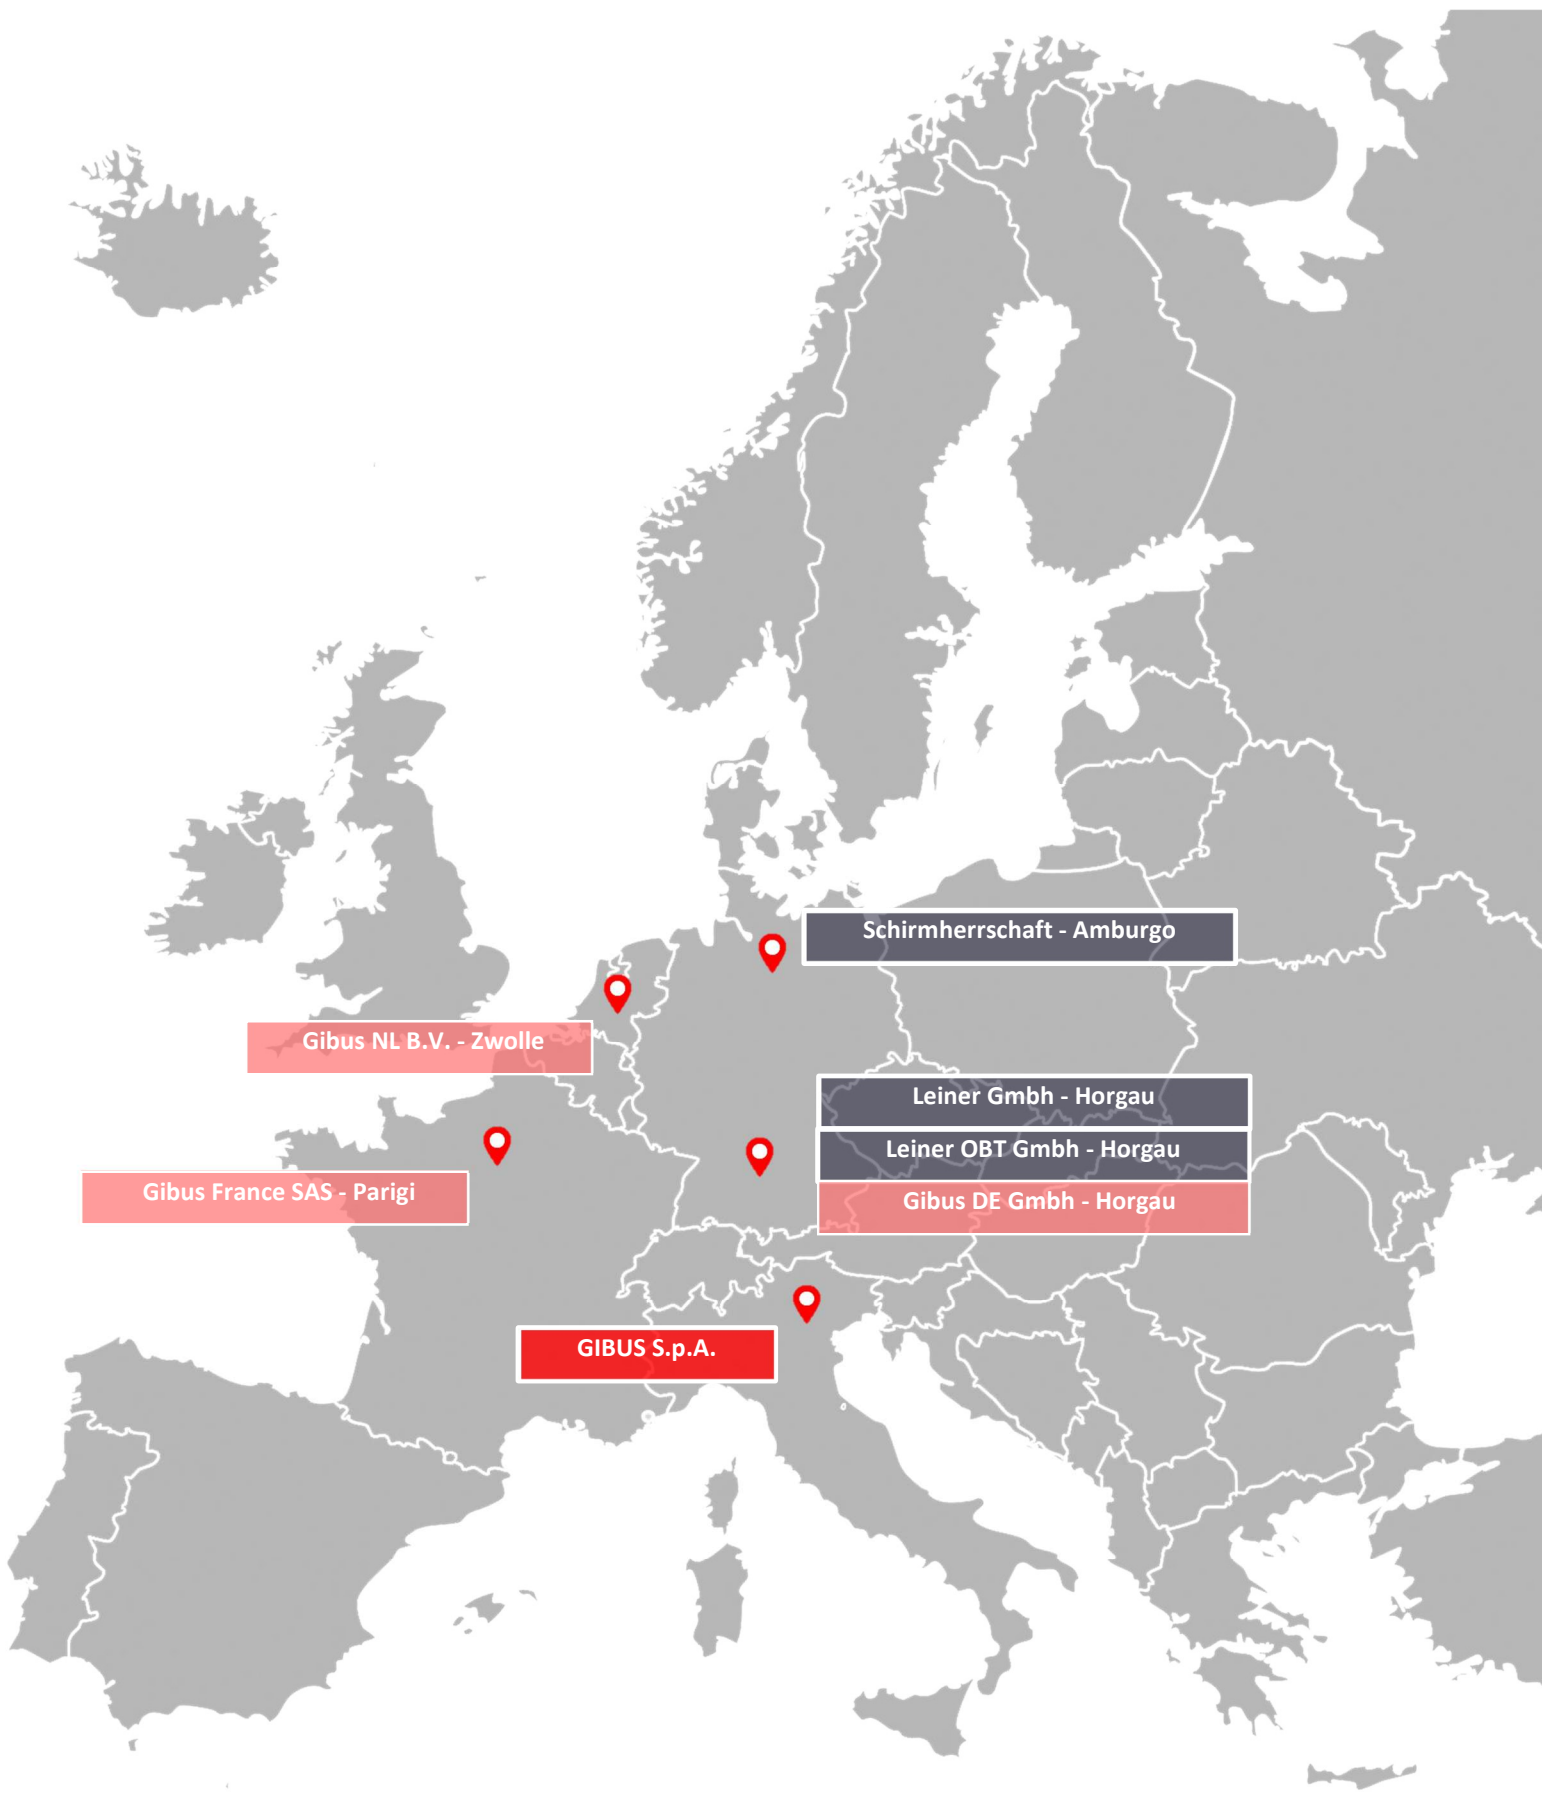 Schirmherrschaft - Amburgo
Gibus NL B.V. - Zwolle
Leiner Gmbh - Horgau
Leiner OBT Gmbh - Horgau
Gibus France SAS - Parigi
Gibus DE Gmbh - Horgau
GIBUS S.p.A.